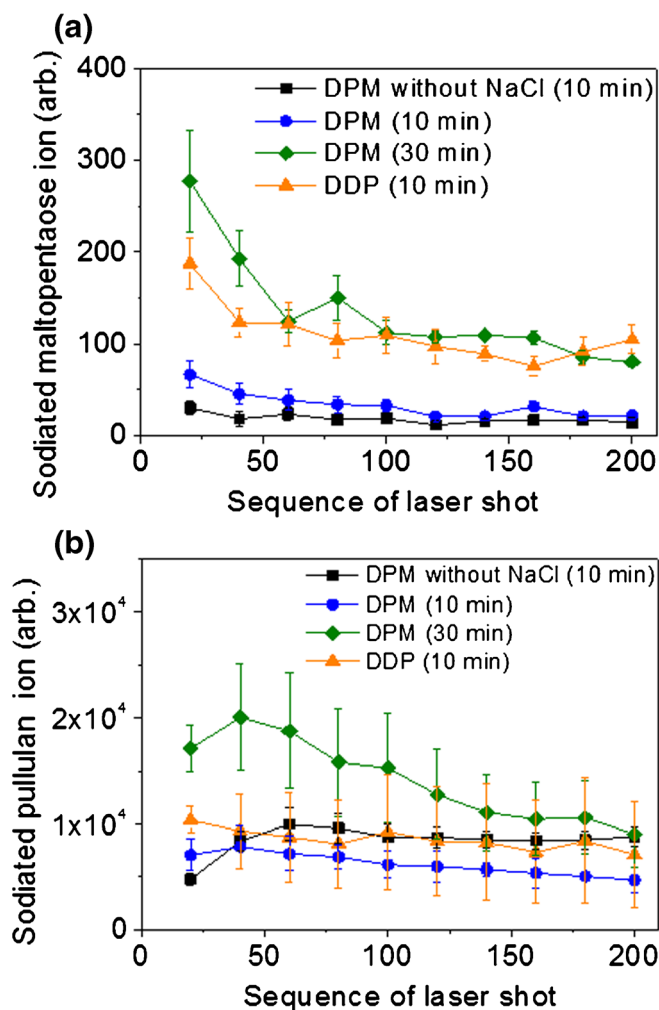 (a)
400
300
200
100
0
Sodiated maltopentaose ion (arb.)
DPM without NaCl (10 min)
DPM (10 min)
DPM (30 min)
DDP (10 min)
0 50 100 150 200
Sequence of laser shot
(b)
3x10⁴
2x10⁴
1x10⁴
0
Sodiated pullulan ion (arb.)
DPM without NaCl (10 min)
DPM (10 min)
DPM (30 min)
DDP (10 min)
0 50 100 150 200
Sequence of laser shot